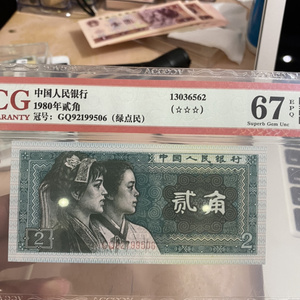 CG
RANTY
中国人民银行
1980年贰角
冠号: GQ92199506 (绿点民)
13036562
(☆☆☆)
67
EPQ
Superb Gem Unc
中国人民银行
贰角
2
2